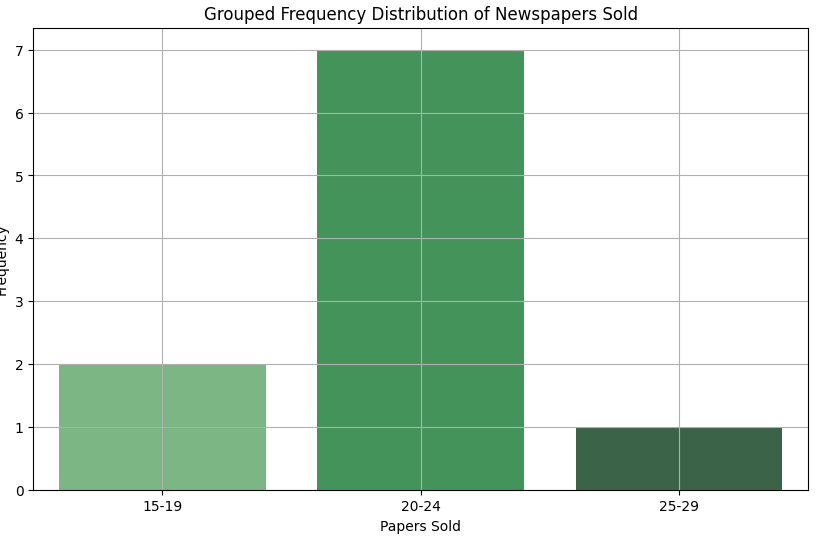 Grouped Frequency Distribution of Newspapers Sold
Frequency
7
6
5
4
3
2
1
0
15-19 20-24 25-29
Papers Sold